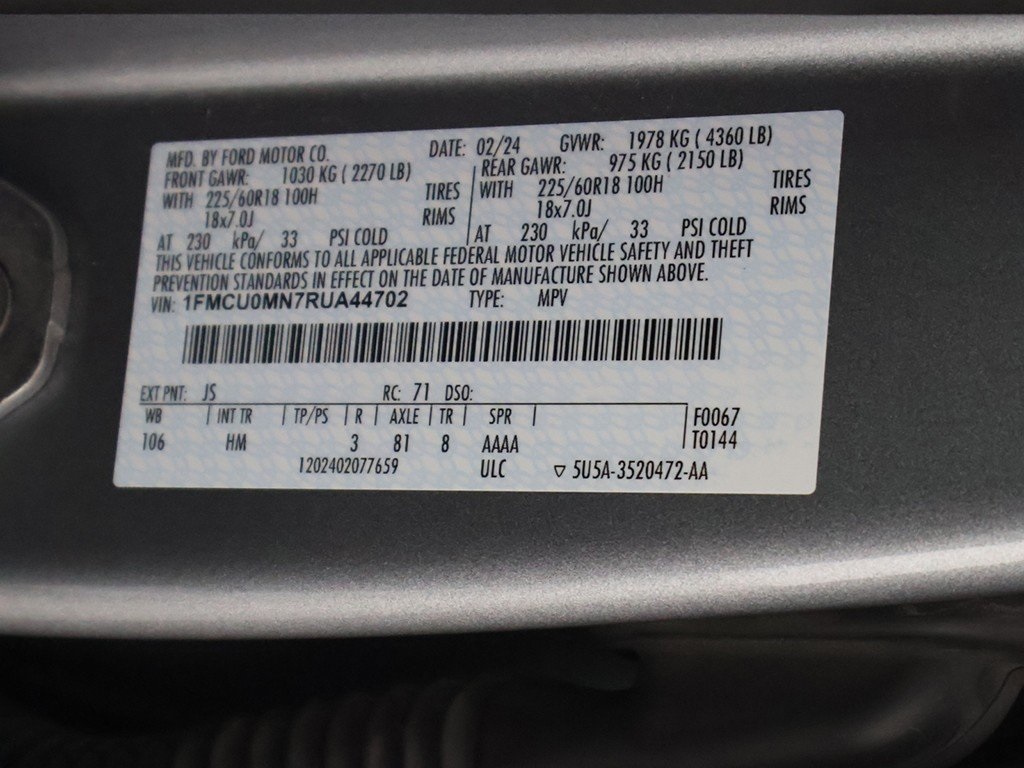 MFD. BY FORD MOTOR CO. DATE: 02/24 GVWR: 1978 KG ( 4360 LB)
FRONT GAWR: 1030 KG ( 2270 LB) REAR GAWR: 975 KG ( 2150 LB)
WITH 225/60R18 100H TIRES WITH 225/60R18 100H TIRES
18x7.0J RIMS 18x7.0J RIMS
AT 230 kPa/ 33 PSI COLD AT 230 kPa/ 33 PSI COLD
THIS VEHICLE CONFORMS TO ALL APPLICABLE FEDERAL MOTOR VEHICLE SAFETY AND THEFT
PREVENTION STANDARDS IN EFFECT ON THE DATE OF MANUFACTURE SHOWN ABOVE.
VIN: 1FMCU0MN7RUA44702 TYPE: MPV
EXT PNT: JS RC: 71 DSO:
WB INT TR TP/PS R AXLE TR SPR F0067
106 HM 3 81 8 AAAA T0144
1202402077659 ULC ▽ 5U5A-3520472-AA